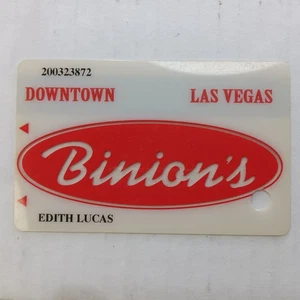 200323872
DOWNTOWN LAS VEGAS
Binion's
EDITH LUCAS